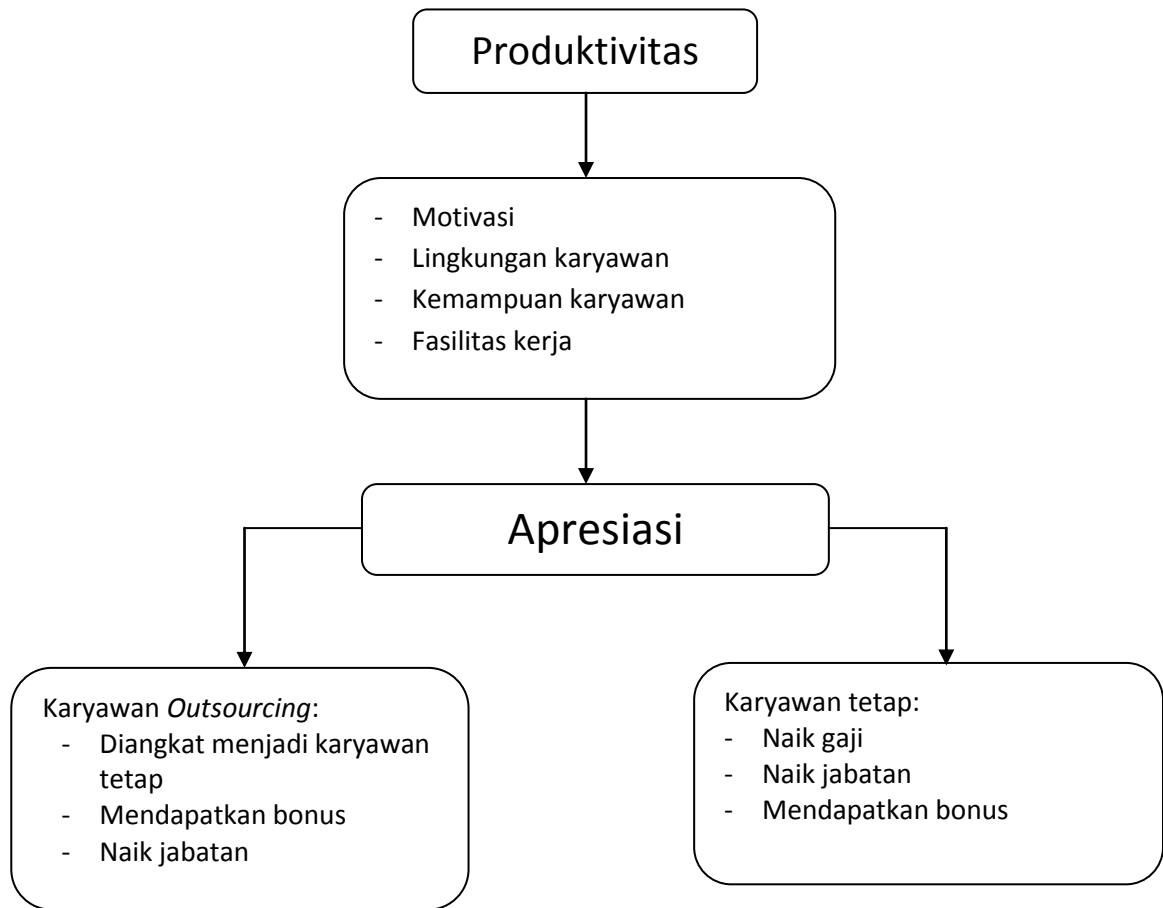 Produktivitas
- Motivasi
- Lingkungan karyawan
- Kemampuan karyawan
- Fasilitas kerja
Apresiasi
Karyawan Outsourcing:
- Diangkat menjadi karyawan
tetap
- Mendapatkan bonus
- Naik jabatan
Karyawan tetap:
- Naik gaji
- Naik jabatan
- Mendapatkan bonus